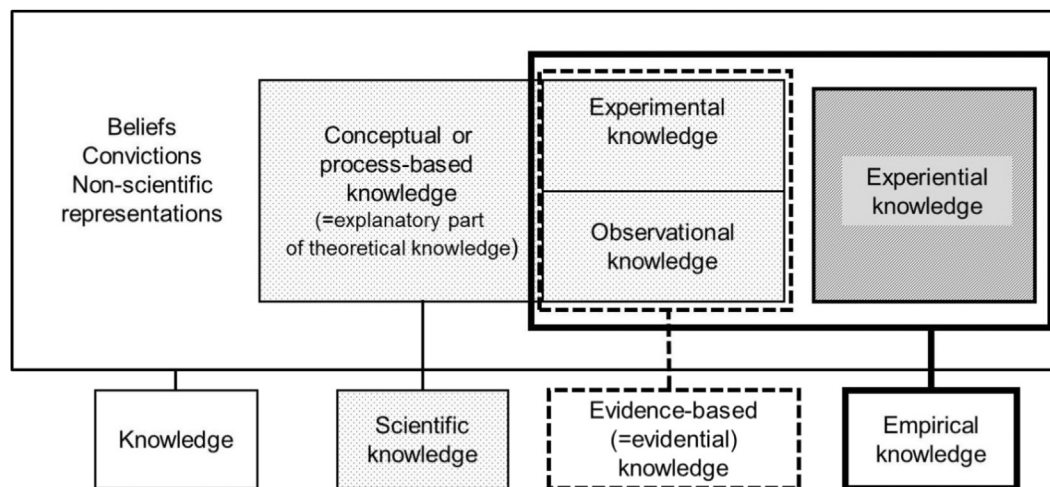 Beliefs
Convictions
Non-scientific
representations
Conceptual or
process-based
knowledge
(=explanatory part
of theoretical knowledge)
Experimental
knowledge
Observational
knowledge
Experiential
knowledge
Knowledge
Scientific
knowledge
Evidence-based
(=evidential)
knowledge
Empirical
knowledge